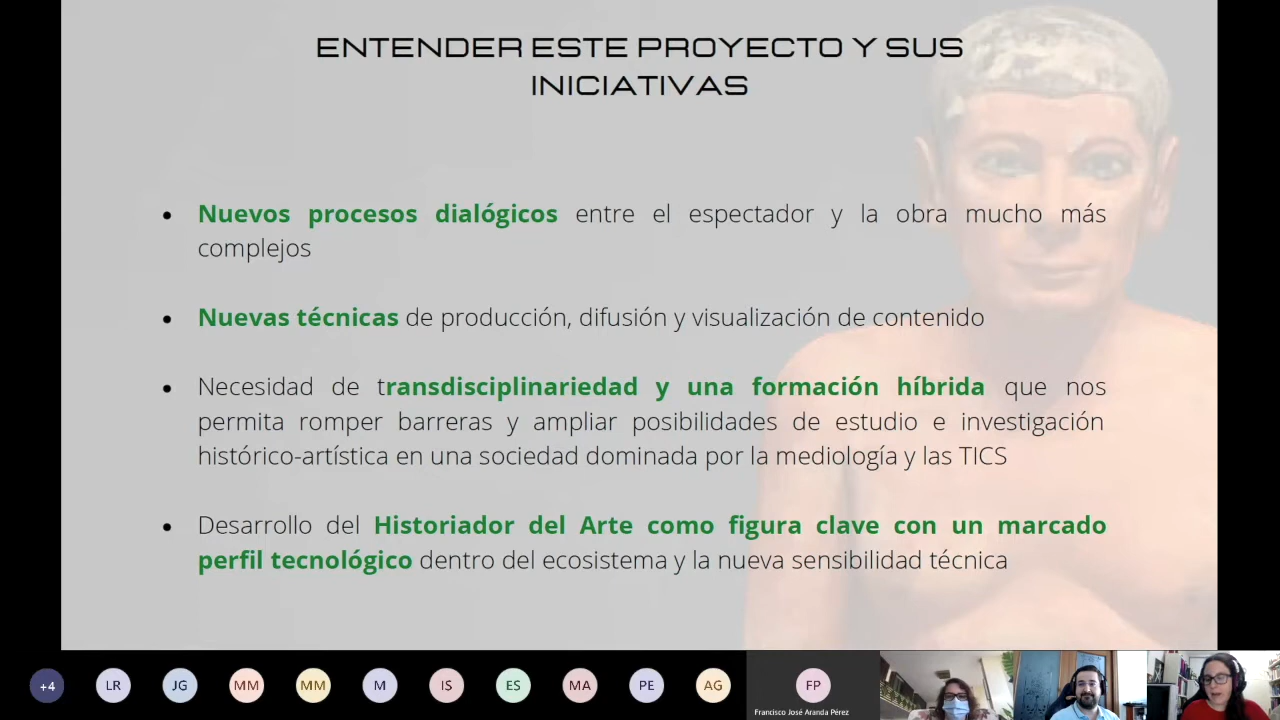 ENTENDER ESTE PROYECTO Y SUS
INICIATIVAS
• Nuevos procesos dialógicos entre el espectador y la obra mucho más
complejos
• Nuevas técnicas de producción, difusión y visualización de contenido
• Necesidad de transdisciplinariedad y una formación híbrida que nos
permita romper barreras y ampliar posibilidades de estudio e investigación
histórico-artística en una sociedad dominada por la mediología y las TICS
• Desarrollo del Historiador del Arte como figura clave con un marcado
perfil tecnológico dentro del ecosistema y la nueva sensibilidad técnica
+4 LR JG MM MM M IS ES MA PE AG FP
Francisco José Aranda Pérez